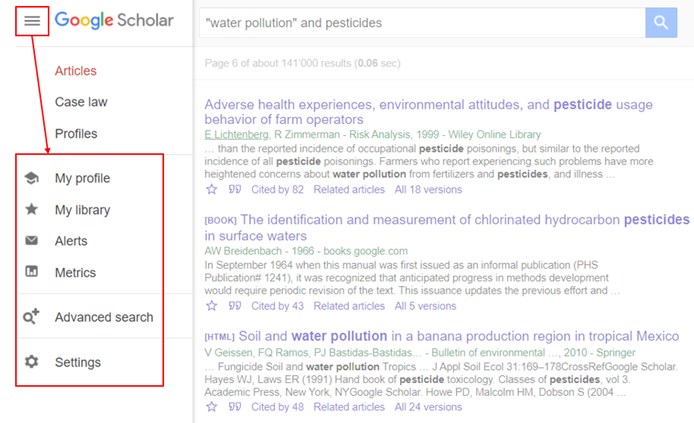 Google Scholar
"water pollution" and pesticides
Articles
Case law
Profiles
My profile
My library
Alerts
Metrics
Advanced search
Settings
Page 6 of about 141'000 results (0.06 sec)
Adverse health experiences, environmental attitudes, and pesticide usage
behavior of farm operators
E Lichtenberg, R Zimmerman - Risk Analysis, 1999 - Wiley Online Library
... than the reported incidence of occupational pesticide poisonings, but similar to the reported
incidence of all pesticide poisonings. Farmers who report experiencing such problems have more
heightened concerns about water pollution from fertilizers and pesticides, and illness ...
Cited by 82 Related articles All 18 versions
[BOOK] The identification and measurement of chlorinated hydrocarbon pesticides
in surface waters
AW Breidenbach - 1966 - books.google.com
In September 1964 when this manual was first issued as an informal publication (PHS
Publication# 1241), it was recognized that anticipated progress in methods development
would require periodic revision of the text. This issuance updates the previous effort and ...
Cited by 43 Related articles All 5 versions
[HTML] Soil and water pollution in a banana production region in tropical Mexico
V Geissen, FQ Ramos, PJ Bastidas-Bastidas... - Bulletin of environmental ..., 2010 - Springer
... Fungicide Soil and water pollution Tropics ... J Appl Soil Ecol 31:169–178CrossRefGoogle Scholar.
Hayes WJ, Laws ER (1991) Hand book of pesticide toxicology. Classes of pesticides, vol 3.
Academic Press, New York, NYGoogle Scholar. Howe PD, Malcolm HM, Dobson S (2004 ...
Cited by 48 Related articles All 24 versions